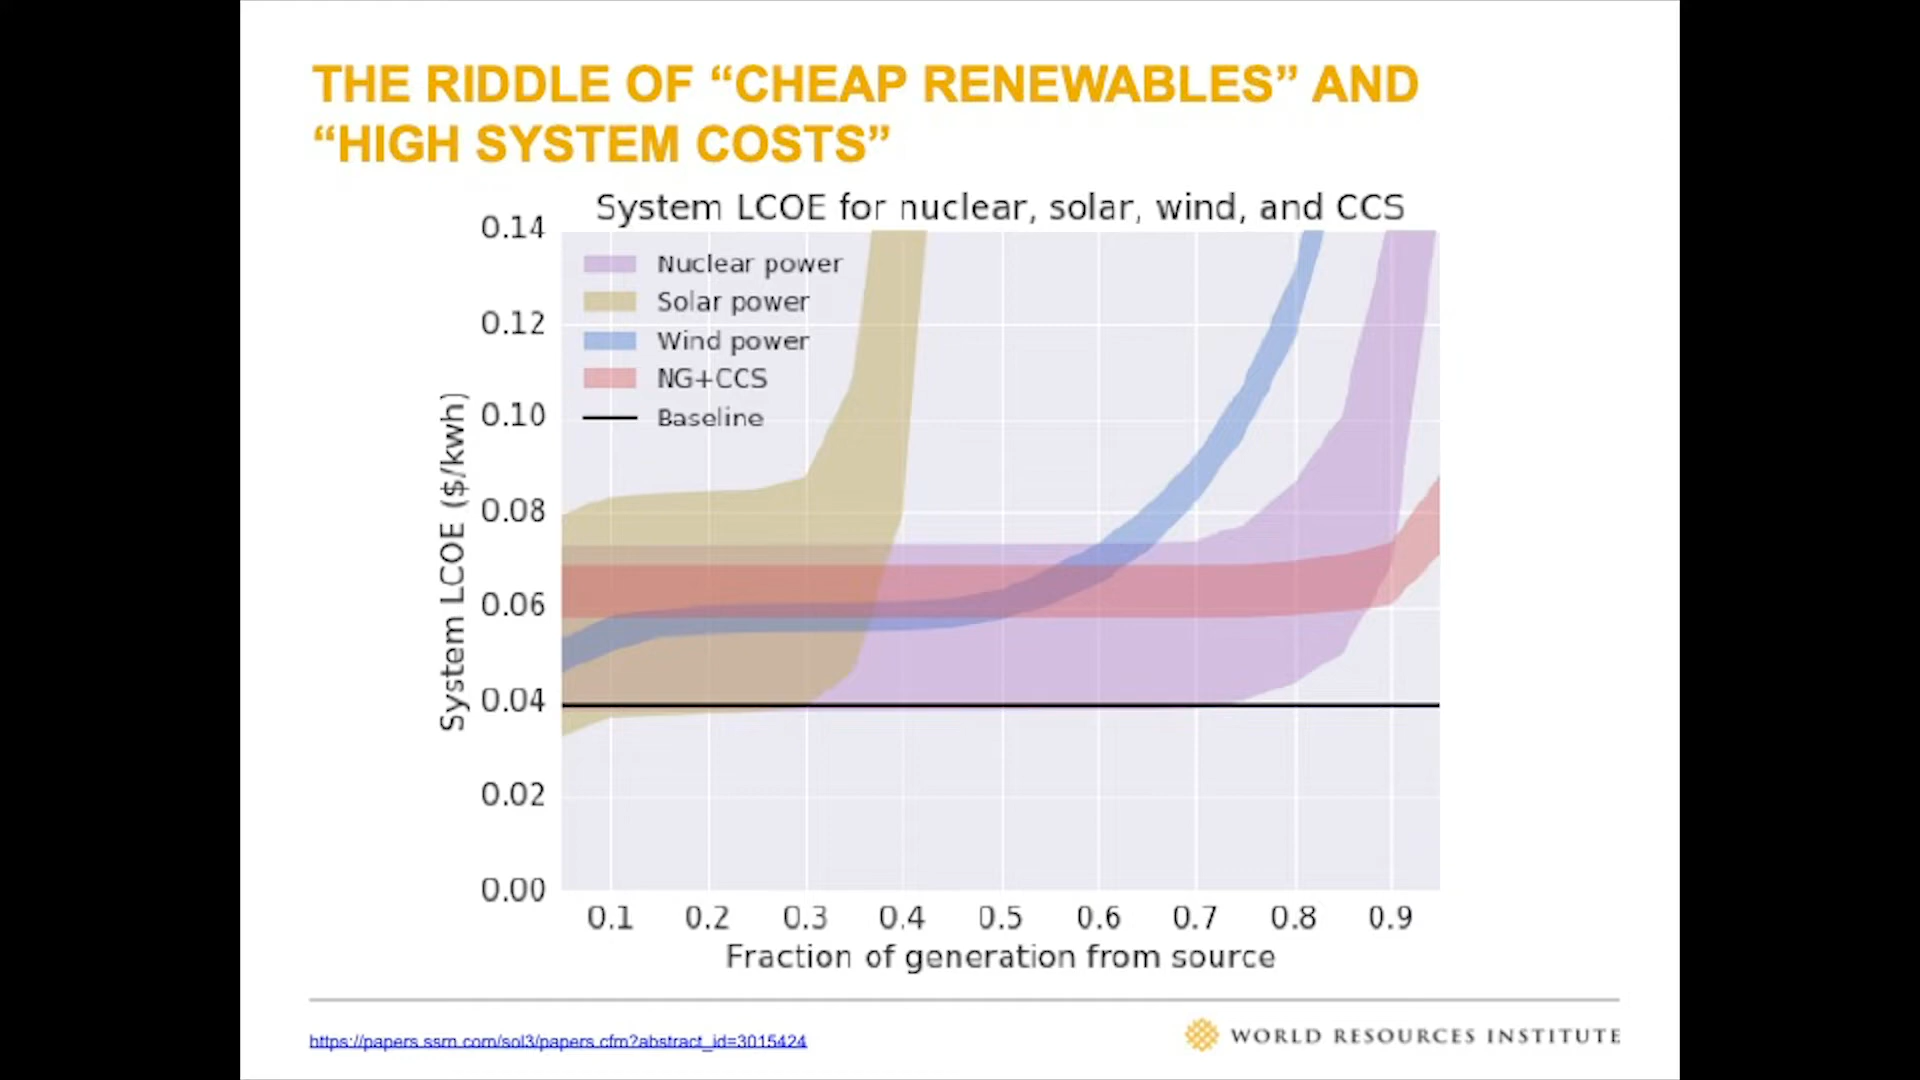 THE RIDDLE OF “CHEAP RENEWABLES” AND
“HIGH SYSTEM COSTS”
System LCOE for nuclear, solar, wind, and CCS
Nuclear power
Solar power
Wind power
NG+CCS
Baseline
System LCOE ($/kwh)
0.14
0.12
0.10
0.08
0.06
0.04
0.02
0.00
0.1 0.2 0.3 0.4 0.5 0.6 0.7 0.8 0.9
Fraction of generation from source
https://papers.ssrn.com/sol3/papers.cfm?abstract_id=3015424
WORLD RESOURCES INSTITUTE